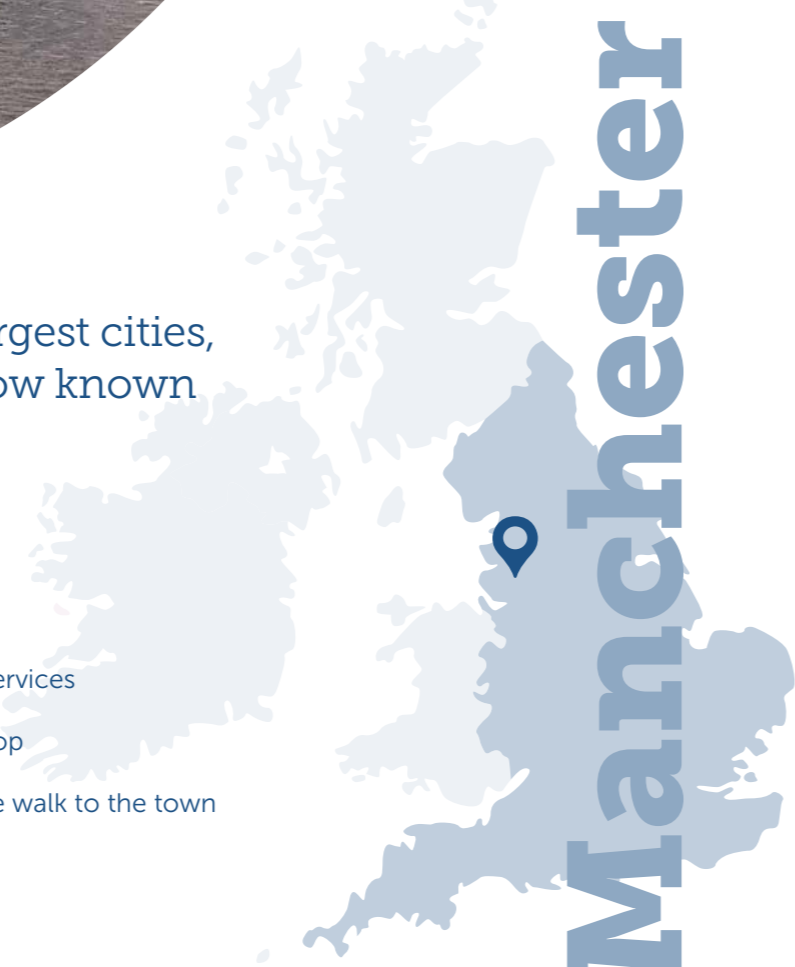 rgest cities,
ow known
ervices
op
e walk to the town
Manchester